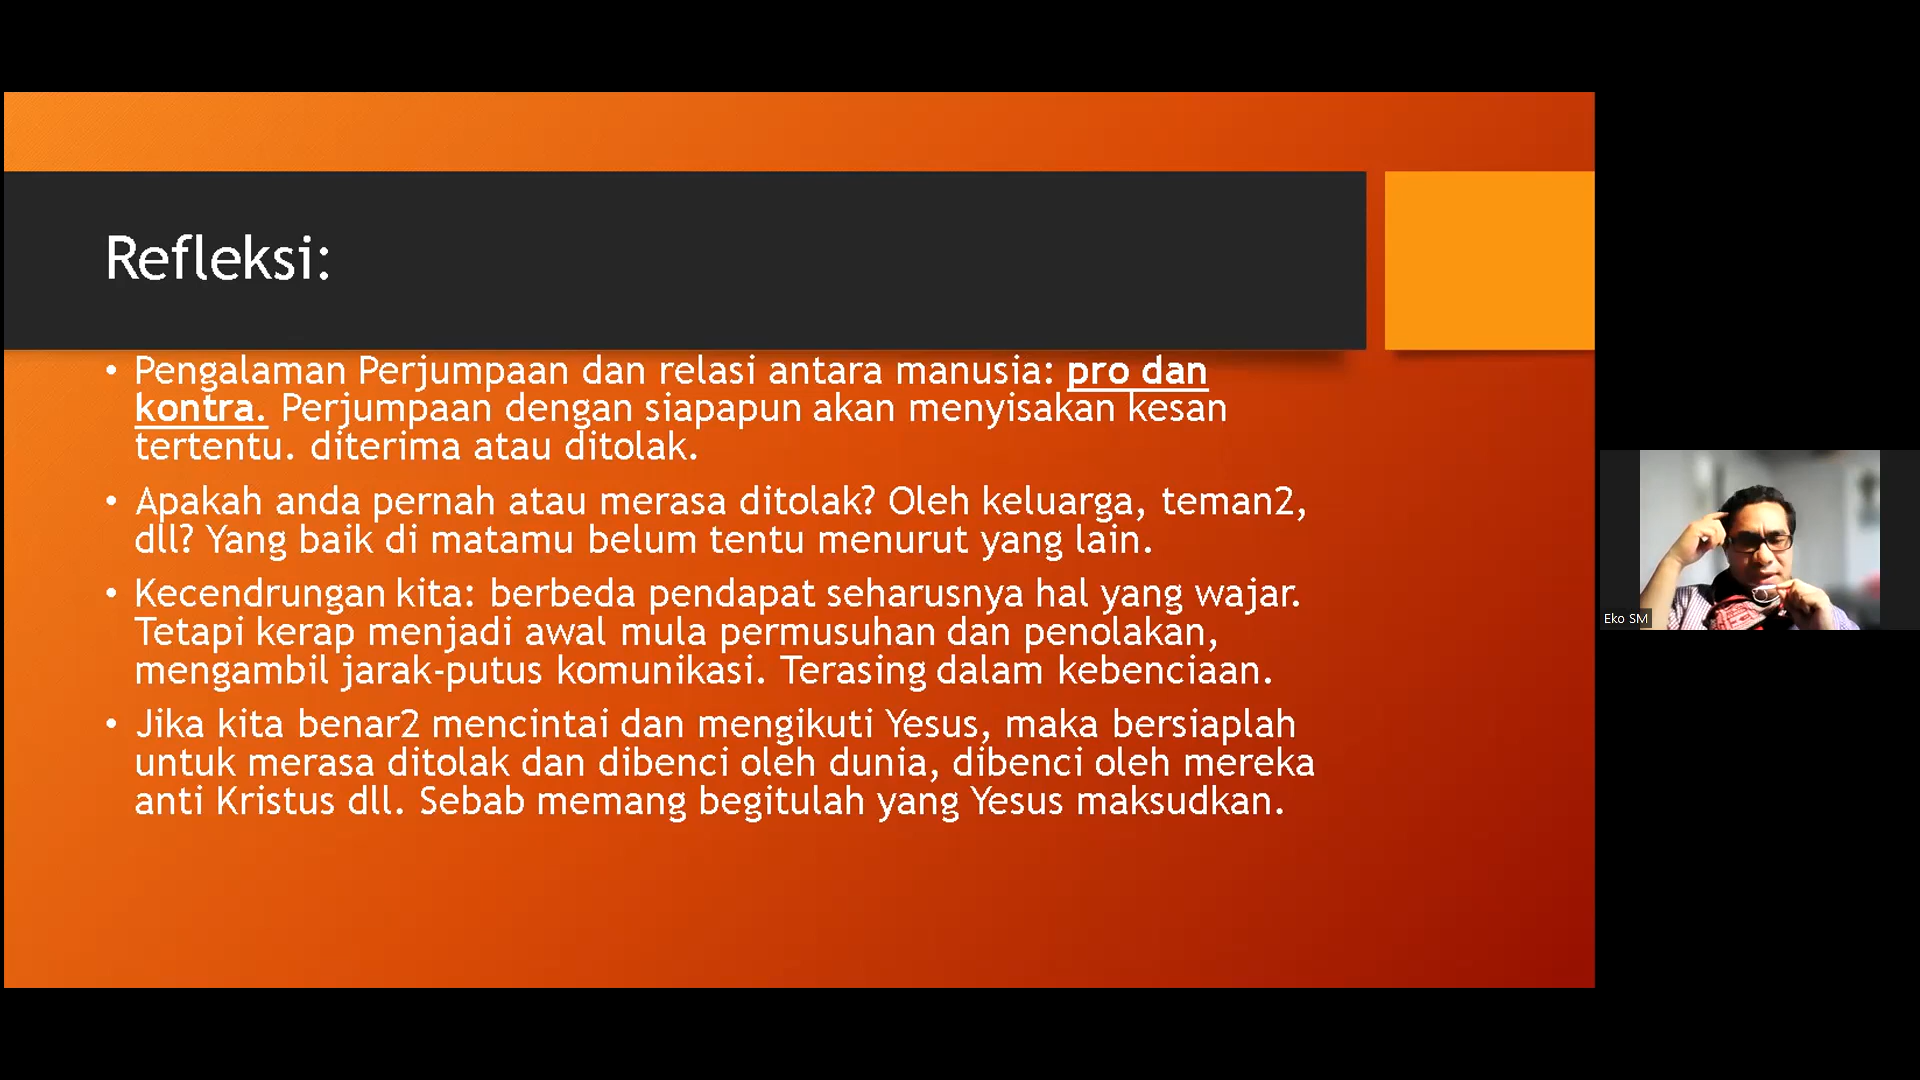 Refleksi:
• Pengalaman Perjumpaan dan relasi antara manusia: pro dan
kontra. Perjumpaan dengan siapapun akan menyisakan kesan
tertentu. diterima atau ditolak.
• Apakah anda pernah atau merasa ditolak? Oleh keluarga, teman2,
dll? Yang baik di matamu belum tentu menurut yang lain.
• Kecendrungan kita: berbeda pendapat seharusnya hal yang wajar.
Tetapi kerap menjadi awal mula permusuhan dan penolakan,
mengambil jarak-putus komunikasi. Terasing dalam kebenciaan.
• Jika kita benar2 mencintai dan mengikuti Yesus, maka bersiaplah
untuk merasa ditolak dan dibenci oleh dunia, dibenci oleh mereka
anti Kristus dll. Sebab memang begitulah yang Yesus maksudkan.
Eko SM